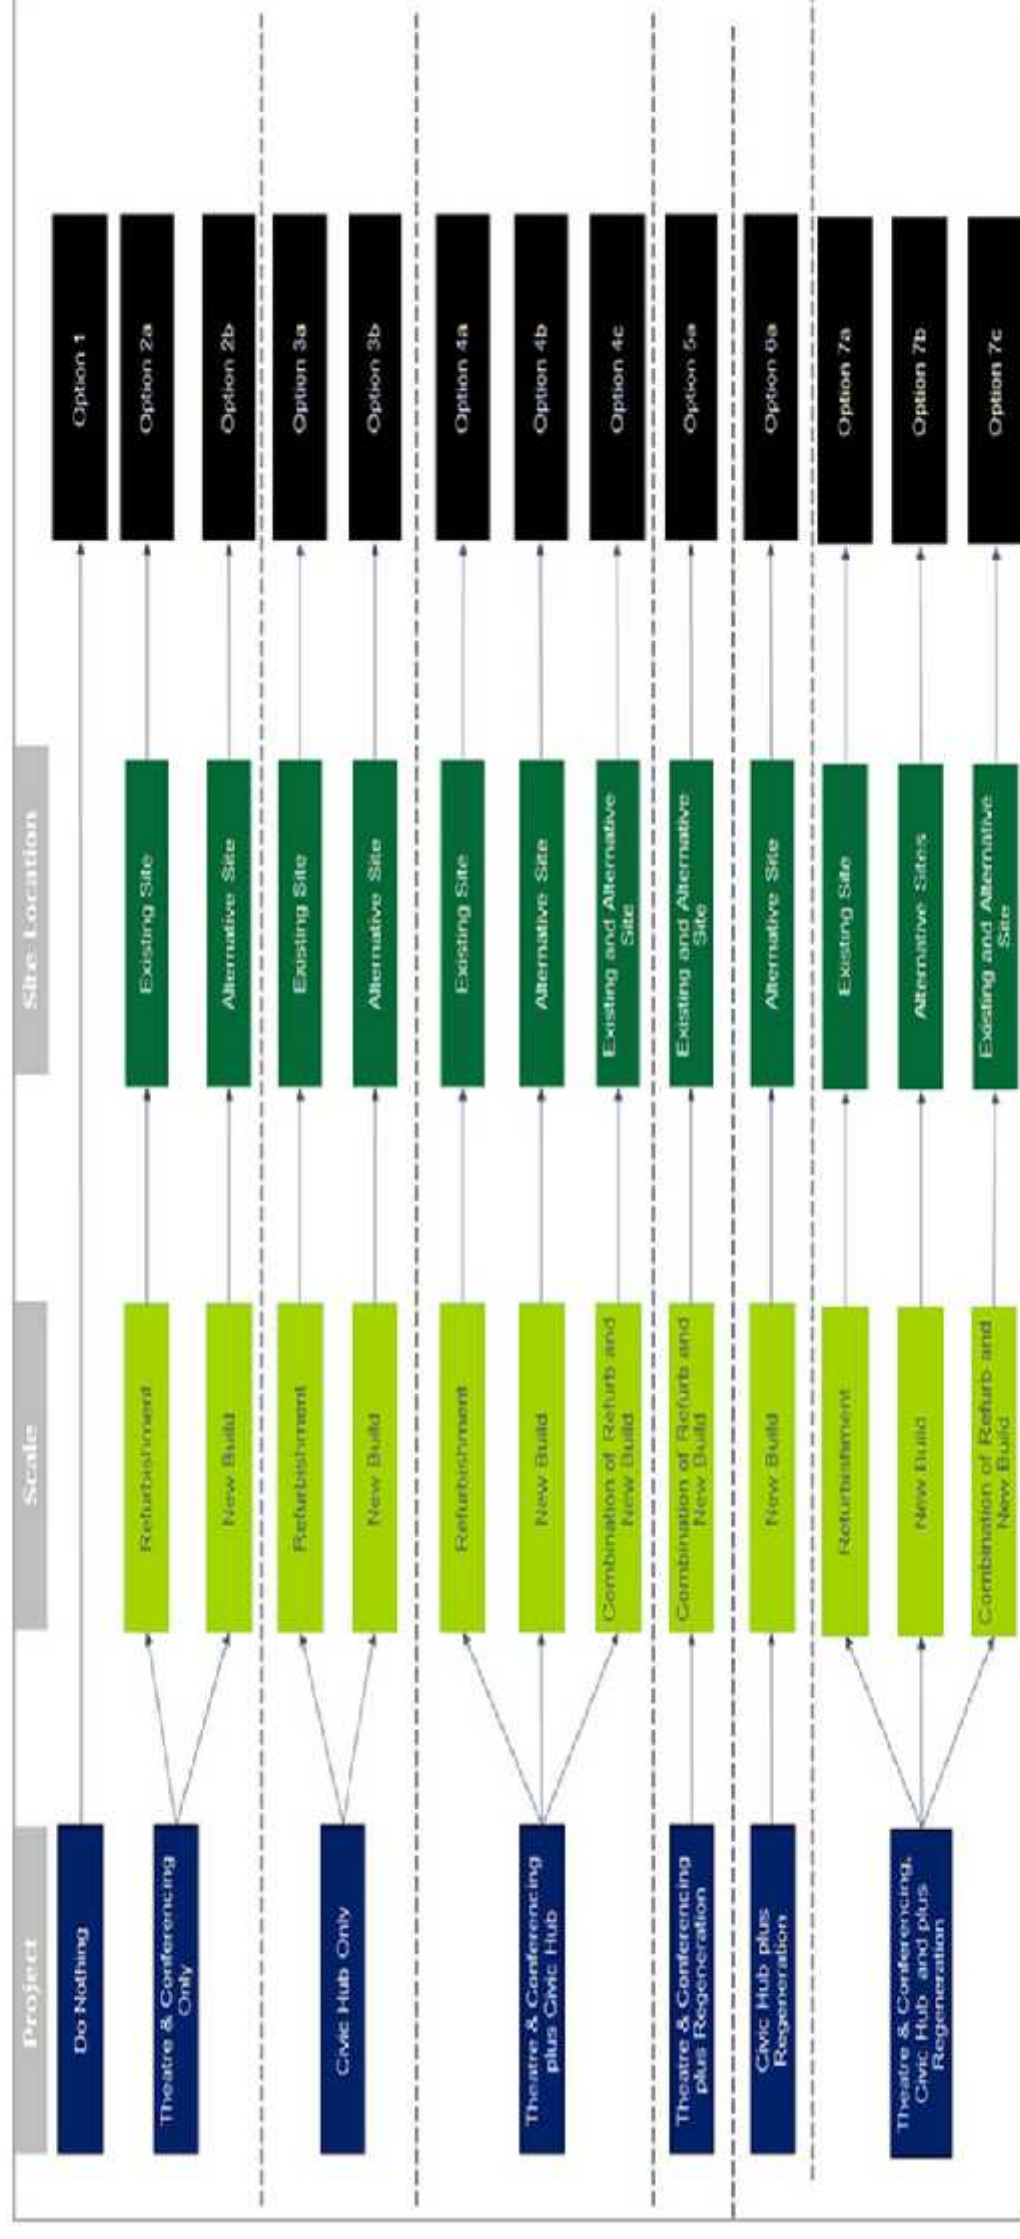 Project
Scale
Site Location
Do Nothing
Option 1
Theatre & Conferencing
Only
Refurbishment
Existing Site
Option 2a
New Build
Alternative Site
Option 2b
Civic Hub Only
Refurbishment
Existing Site
Option 3a
New Build
Alternative Site
Option 3b
Theatre & Conferencing
plus Civic Hub
Refurbishment
Existing Site
Option 4a
New Build
Alternative Site
Option 4b
Combination of Refurb and
New Build
Existing and Alternative
Site
Option 4c
Theatre & Conferencing
plus Regeneration
Combination of Refurb and
New Build
Existing and Alternative
Site
Option 5a
Civic Hub plus
Regeneration
New Build
Alternative Site
Option 6a
Theatre & Conferencing,
Civic Hub and plus
Regeneration
Refurbishment
Existing Site
Option 7a
New Build
Alternative Sites
Option 7b
Combination of Refurb and
New Build
Existing and Alternative
Site
Option 7c